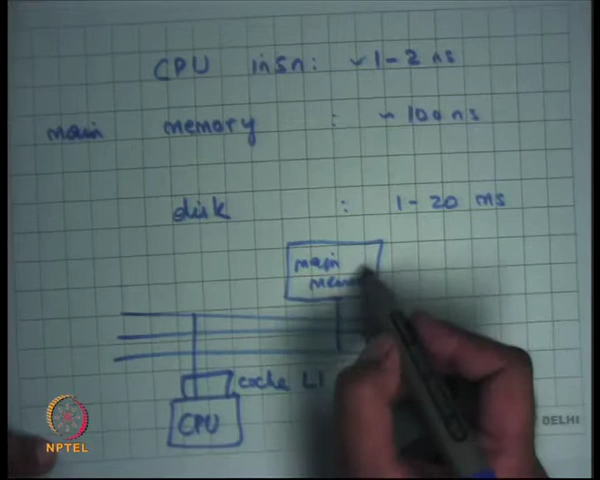 CPU insn: ~ 1-2 ns
main memory : ~ 100 ns
disk : 1-20 ms
main
cache L1
CPU
NPTEL
DELHI